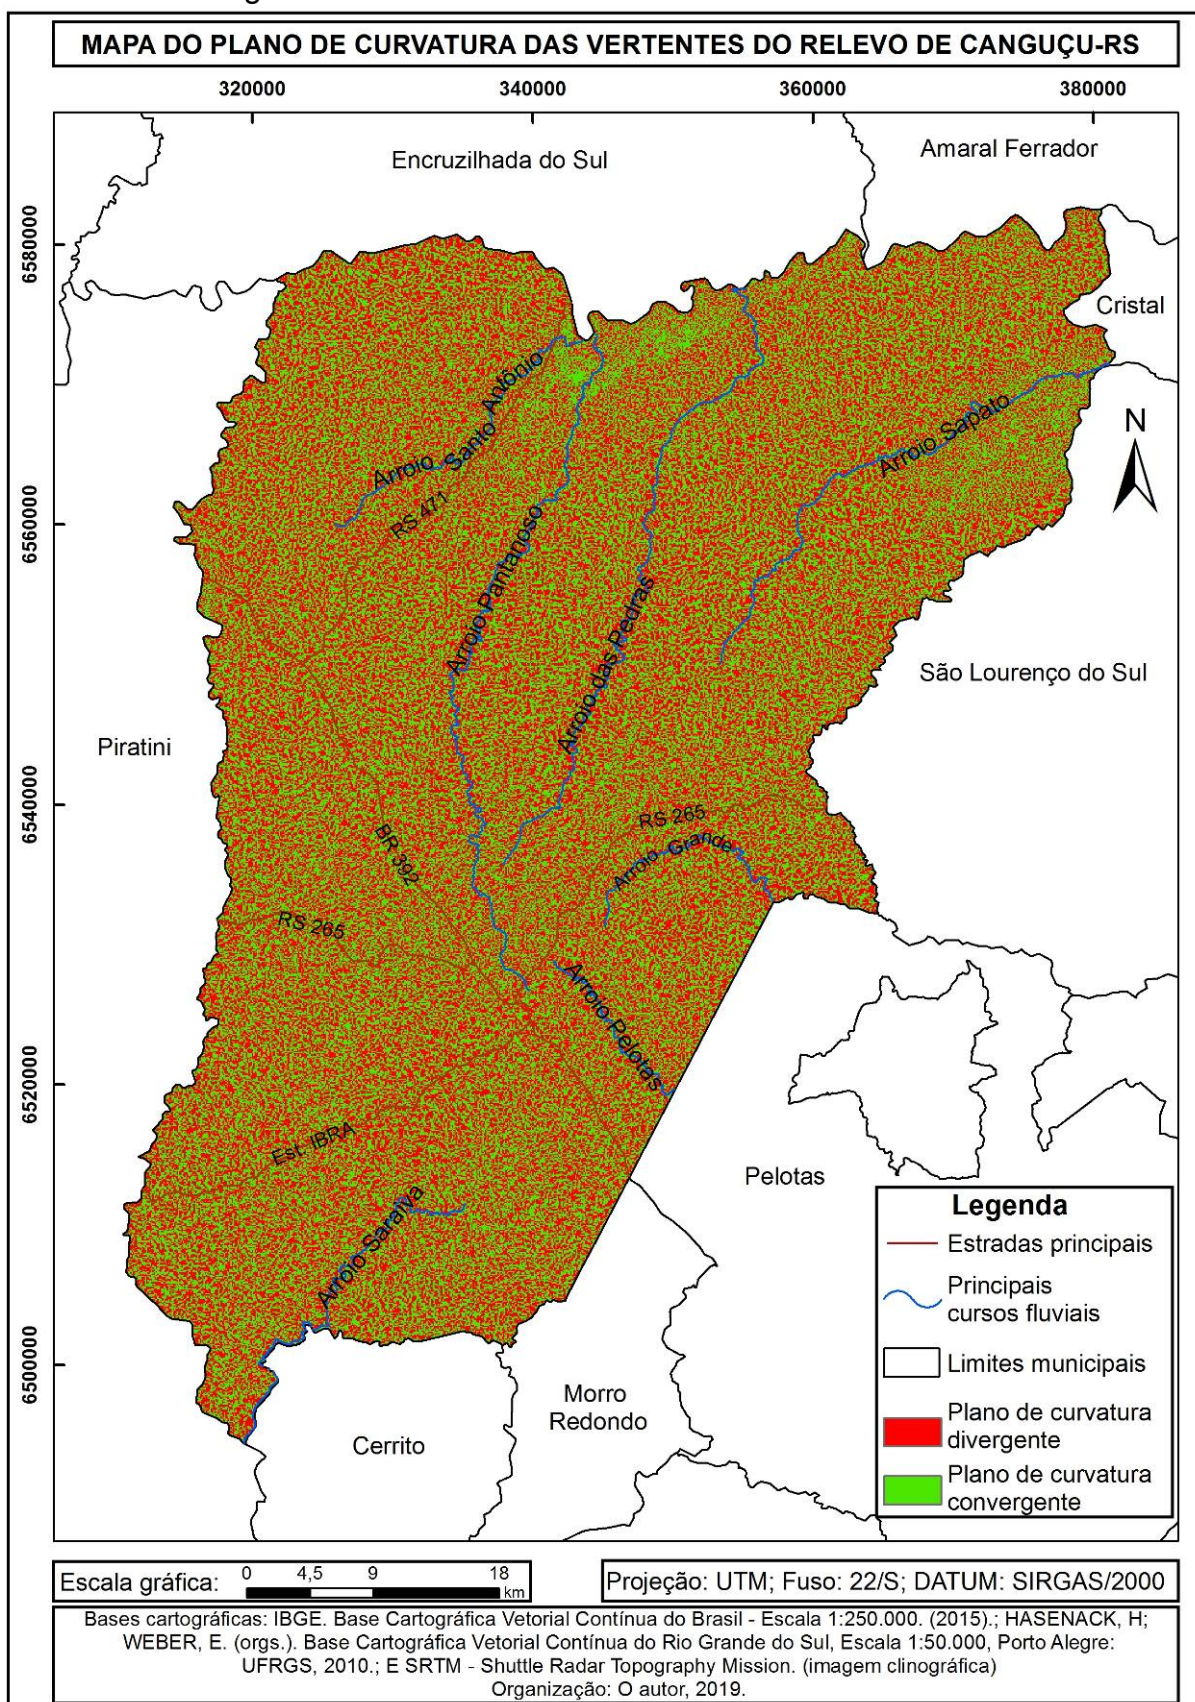 MAPA DO PLANO DE CURVATURA DAS VERTENTES DO RELEVO DE CANGUÇU-RS
320000
340000
360000
380000
Encruzilhada do Sul
Amaral Ferrador
6580000
Cristal
Arroio Santo Antônio
Arroio Sapato
N
RS 471
6560000
Arroio Pantanoso
Arroio das Pedras
São Lourenço do Sul
Piratini
6540000
RS 265
BR 392
Arroio Grande
RS 265
Arroio Pelotas
6520000
Est. IBRA
Pelotas
Arroio Saraiva
6500000
Morro
Redondo
Cerrito
Legenda
Estradas principais
Principais
cursos fluviais
Limites municipais
Plano de curvatura
divergente
Plano de curvatura
convergente
Escala gráfica: 0 4,5 9 18
km
Projeção: UTM; Fuso: 22/S; DATUM: SIRGAS/2000
Bases cartográficas: IBGE. Base Cartográfica Vetorial Contínua do Brasil - Escala 1:250.000. (2015).; HASENACK, H;
WEBER, E. (orgs.). Base Cartográfica Vetorial Contínua do Rio Grande do Sul, Escala 1:50.000, Porto Alegre:
UFRGS, 2010.; E SRTM - Shuttle Radar Topography Mission. (imagem clinográfica)
Organização: O autor, 2019.